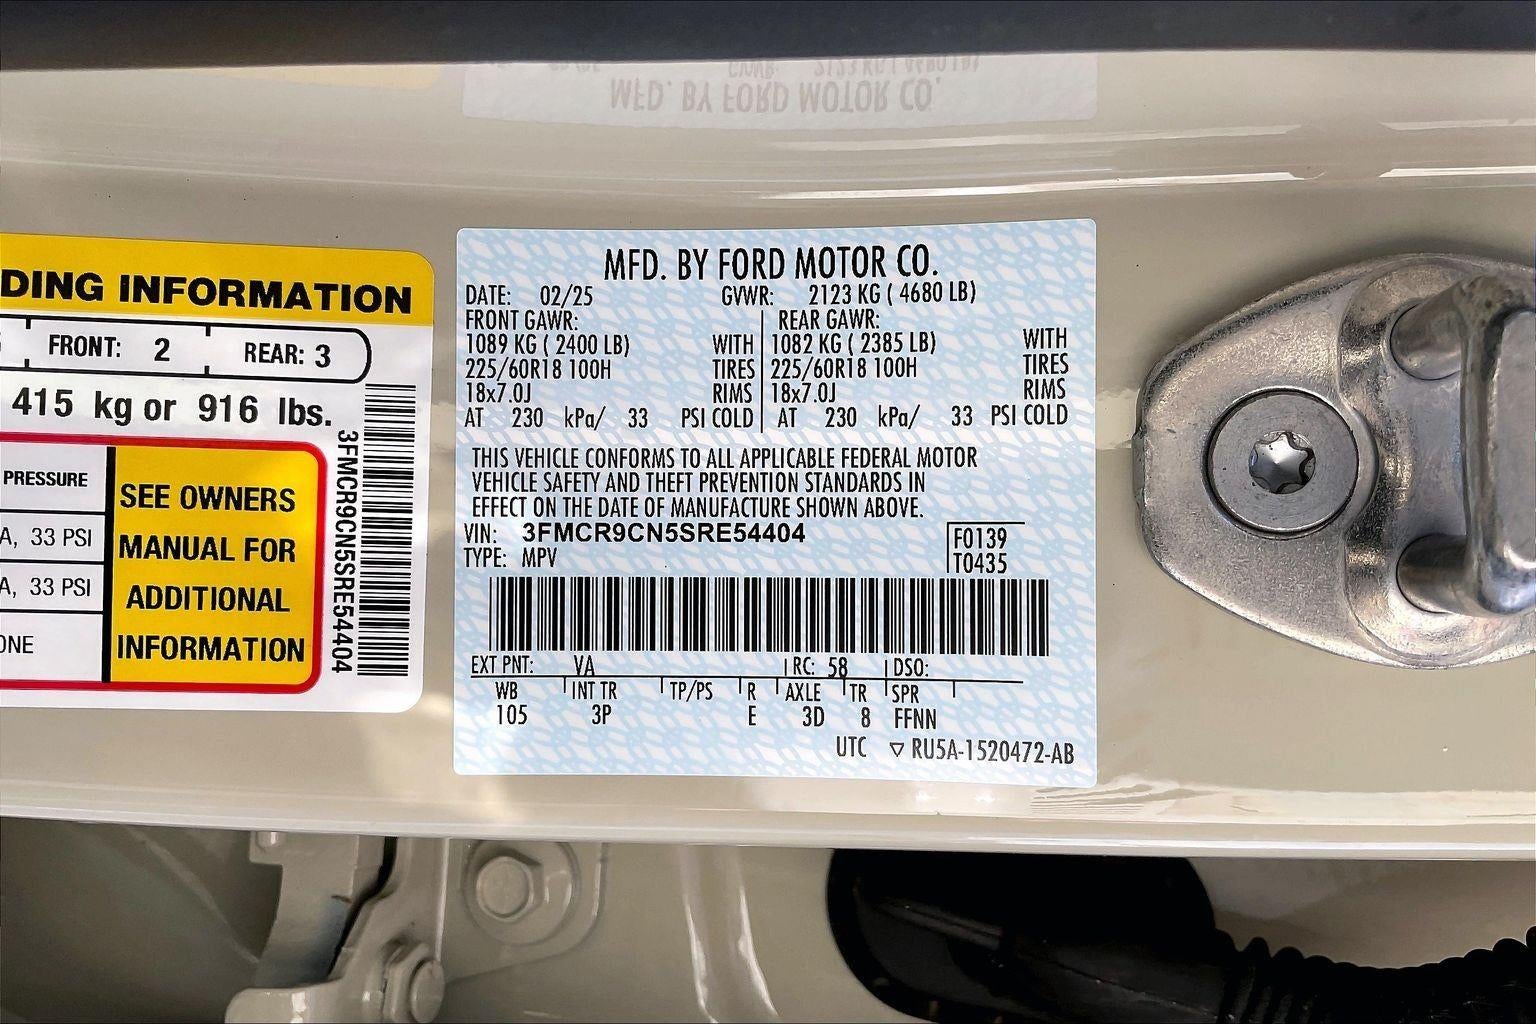 DING INFORMATION
FRONT: 2 REAR: 3
415 kg or 916 lbs.
PRESSURE
A, 33 PSI
A, 33 PSI
ONE
SEE OWNERS
MANUAL FOR
ADDITIONAL
INFORMATION
3FMCR9CN5SRE54404
MFD. BY FORD MOTOR CO.
DATE: 02/25 GVWR: 2123 KG ( 4680 LB)
FRONT GAWR: REAR GAWR:
1089 KG ( 2400 LB) WITH 1082 KG ( 2385 LB) WITH
225/60R18 100H TIRES 225/60R18 100H TIRES
18x7.0J RIMS 18x7.0J RIMS
AT 230 kPa/ 33 PSI COLD AT 230 kPa/ 33 PSI COLD
THIS VEHICLE CONFORMS TO ALL APPLICABLE FEDERAL MOTOR
VEHICLE SAFETY AND THEFT PREVENTION STANDARDS IN
EFFECT ON THE DATE OF MANUFACTURE SHOWN ABOVE.
VIN: 3FMCR9CN5SRE54404 F0139
TYPE: MPV T0435
EXT PNT: VA RC: 58 DSO:
WB INT TR TP/PS R AXLE TR SPR
105 3P E 3D 8 FFNN
UTC ▽ RU5A-1520472-AB